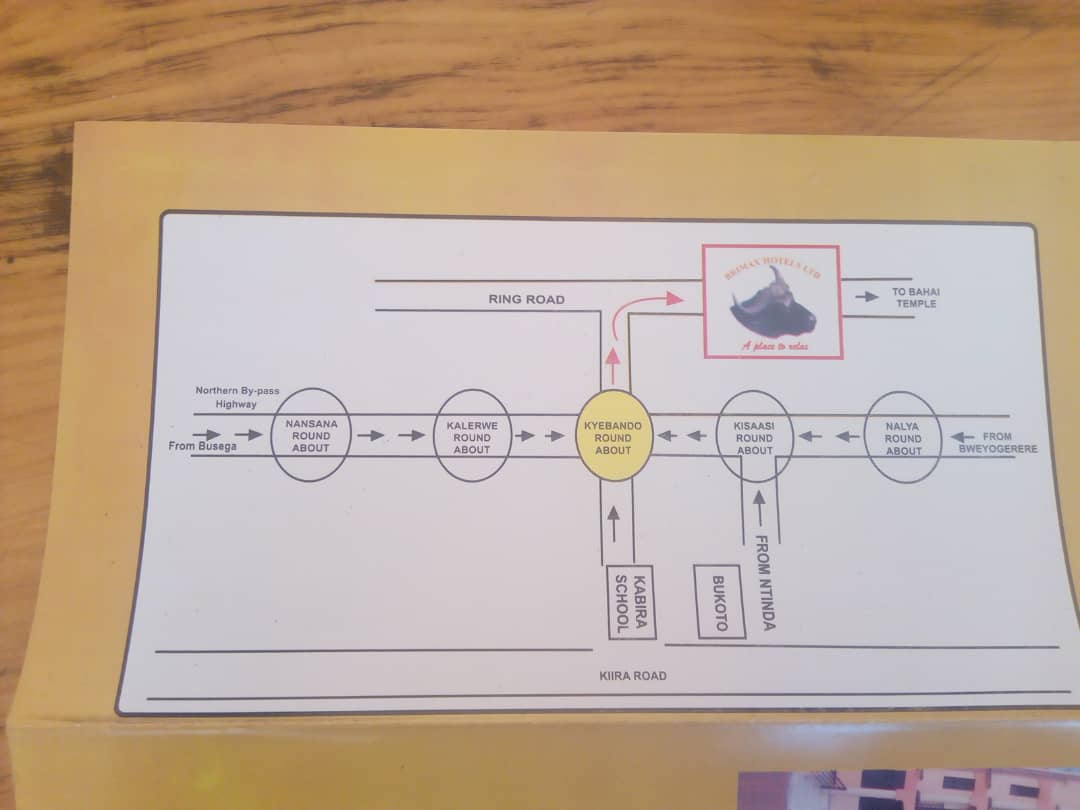 BRIMAX HOTELS LTD
A place to relax
RING ROAD
TO BAHAI
TEMPLE
Northern By-pass
Highway
From Busega
NANSANA
ROUND
ABOUT
KALERWE
ROUND
ABOUT
KYEBANDO
ROUND
ABOUT
KISAASI
ROUND
ABOUT
NALYA
ROUND
ABOUT
FROM
BWEYOGERERE
KABIRA
SCHOOL
BUKOTO
FROM NTINDA
KIIRA ROAD